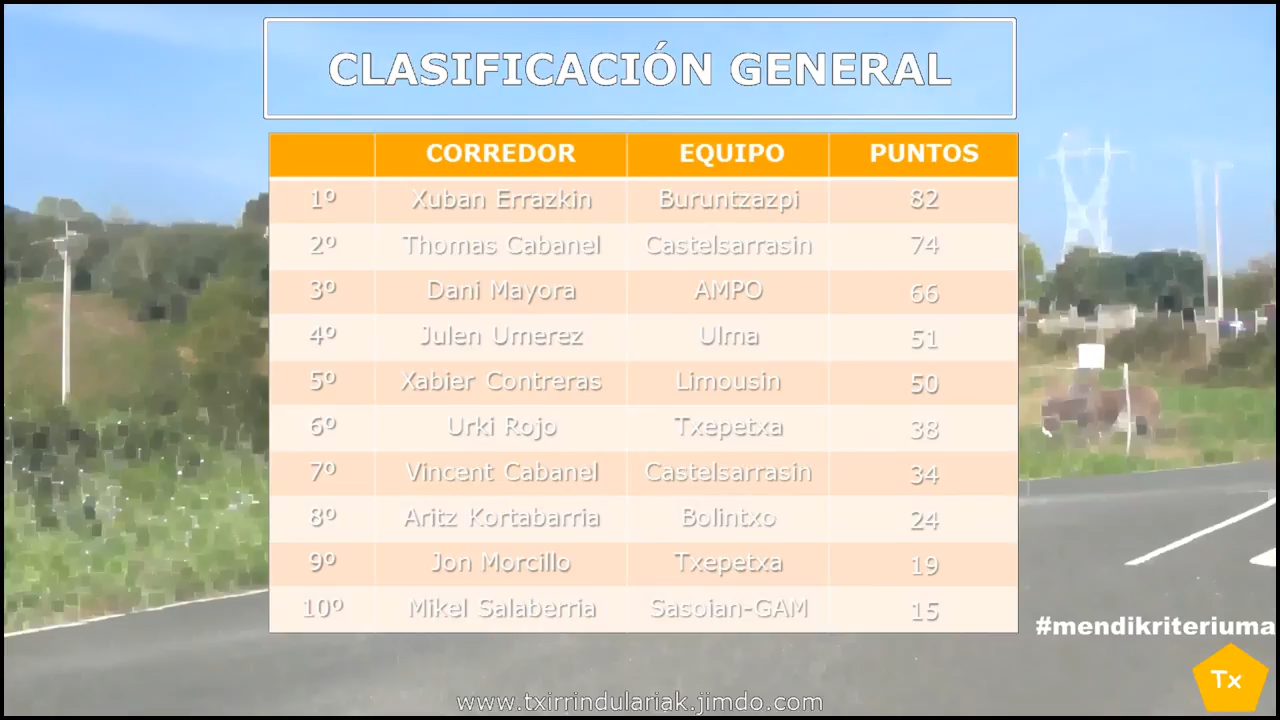 CLASIFICACIÓN GENERAL
CORREDOR EQUIPO PUNTOS
1º Xuban Errazkin Buruntzazpi 82
2º Thomas Cabanel Castelsarrasin 74
3º Dani Mayora AMPO 66
4º Julen Umerez Ulma 51
5º Xabier Contreras Limousin 50
6º Urki Rojo Txepetxa 38
7º Vincent Cabanel Castelsarrasin 34
8º Aritz Kortabarria Bolintxo 24
9º Jon Morcillo Txepetxa 19
10º Mikel Salaberria Sasoian-GAM 15
#mendikriteriuma
Tx
www.txirrindulariak.jimdo.com